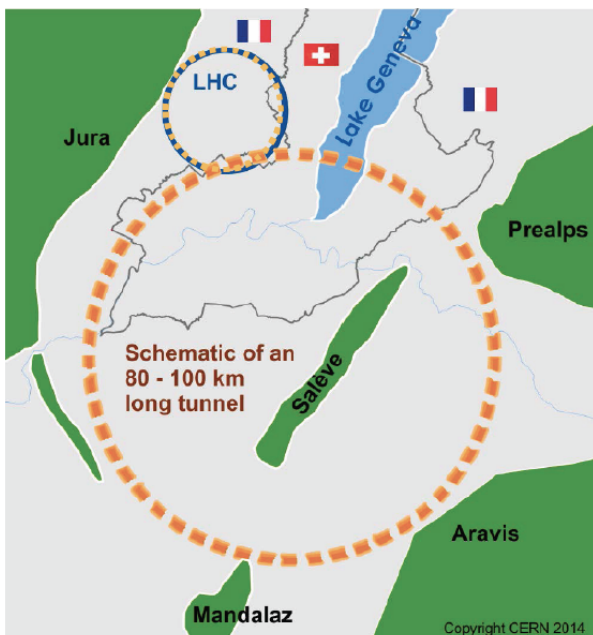 LHC
Lake Geneva
Jura
Prealps
Schematic of an
80 - 100 km
long tunnel
Salève
Aravis
Mandalaz
Copyright CERN 2014